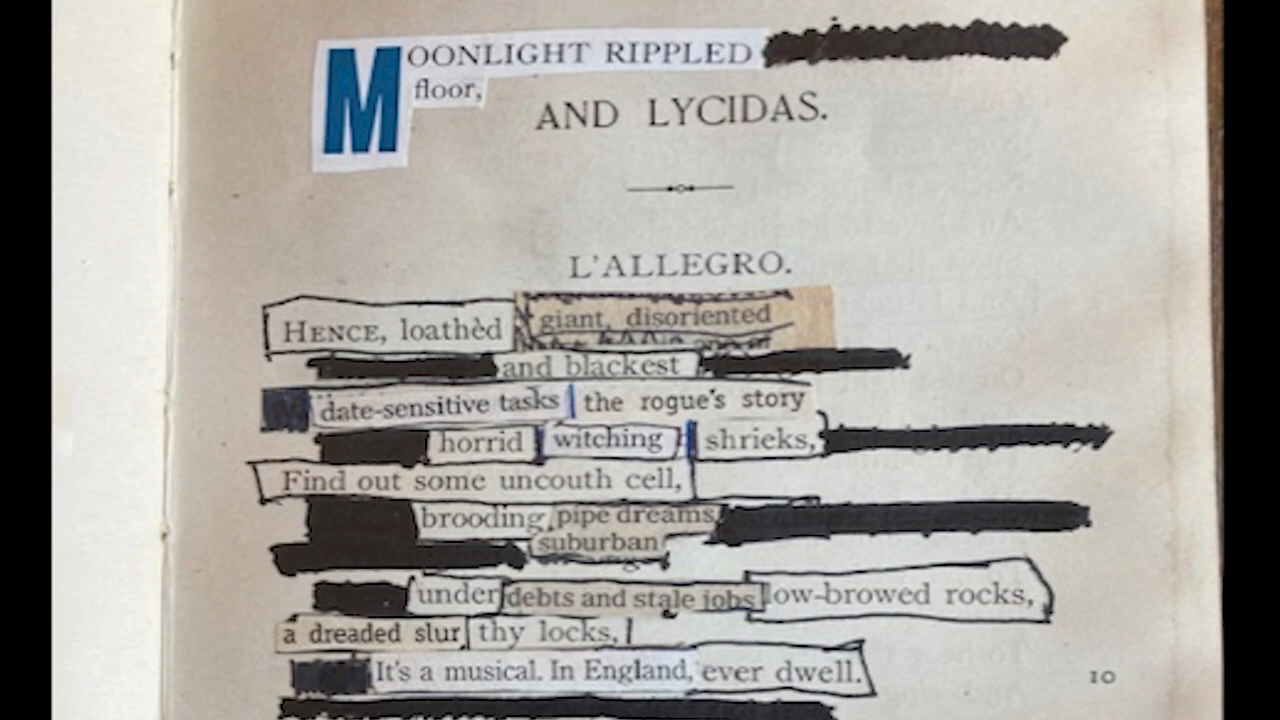 MOONLIGHT RIPPLED
floor,
AND LYCIDAS.
L'ALLEGRO.
HENCE, loathèd giant, disoriented
and blackest
date-sensitive tasks the rogue's story
horrid witching shrieks,
Find out some uncouth cell,
brooding pipe dreams
suburban
under debts and stale jobs low-browed rocks,
a dreaded slur thy locks,
It's a musical. In England, ever dwell. 10